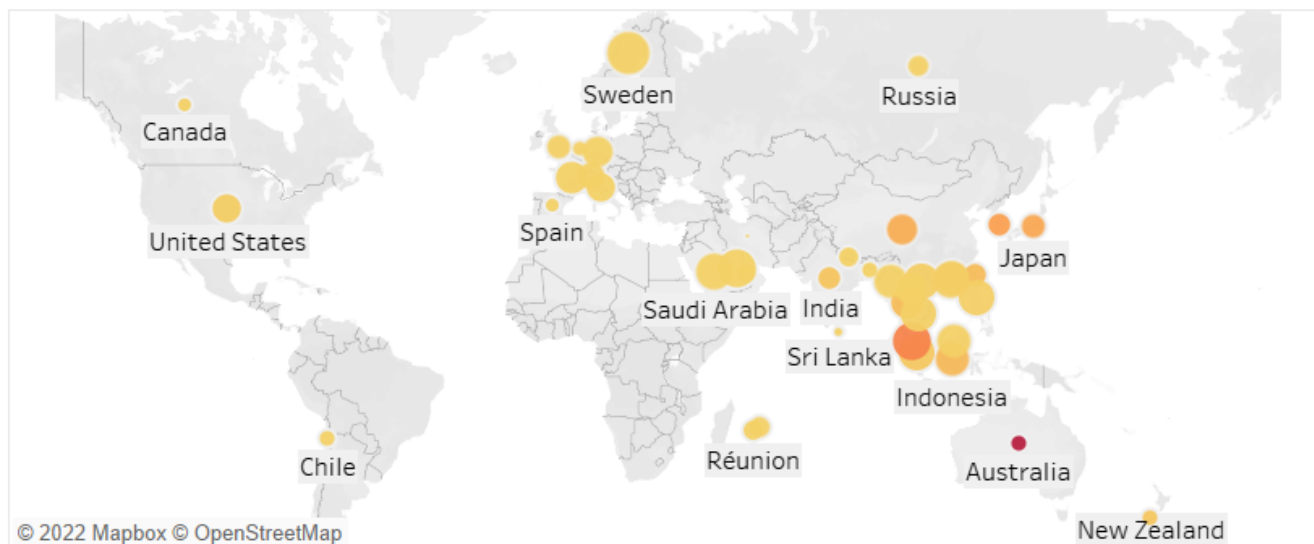 Sweden
Russia
Canada
United States
Spain
Japan
Saudi Arabia
India
Sri Lanka
Indonesia
Réunion
Chile
Australia
New Zealand
© 2022 Mapbox © OpenStreetMap